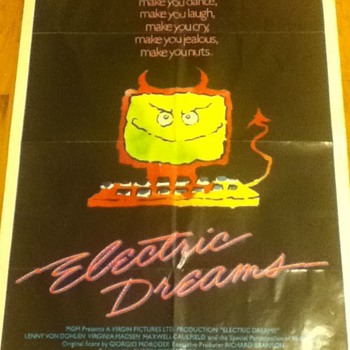 make you dance,
make you laugh,
make you cry,
make you jealous,
make you nuts.
Electric
Dreams
MGM Presents A VIRGIN PICTURES LTD. PRODUCTION "ELECTRIC DREAMS"
LENNY VON DOHLEN VIRGINIA MADSEN MAXWELL CAULFIELD and the Special Participation of
Original Score by GIORGIO MORODER Executive Producer RICHARD BRANSON